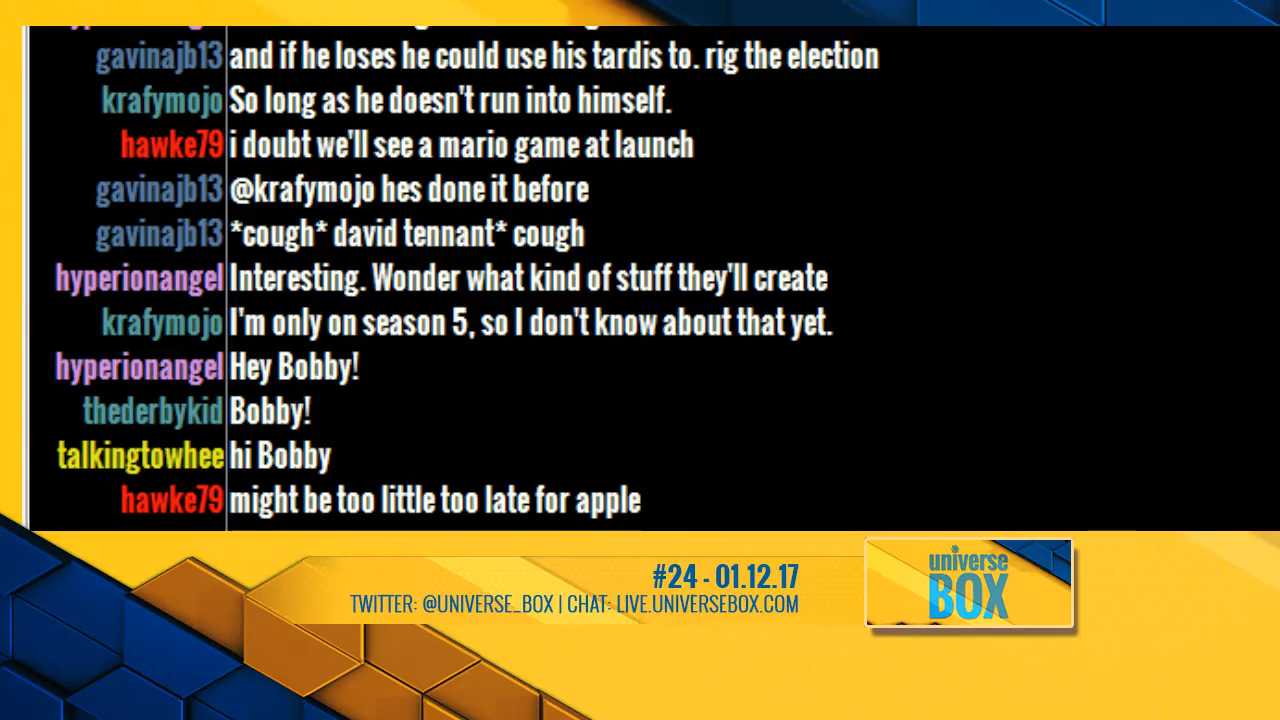 gavinajb13 and if he loses he could use his tardis to. rig the election
krafymojo So long as he doesn't run into himself.
hawke79 i doubt we'll see a mario game at launch
gavinajb13 @krafymojo hes done it before
gavinajb13 *cough* david tennant* cough
hyperionangel Interesting. Wonder what kind of stuff they'll create
krafymojo I'm only on season 5, so I don't know about that yet.
hyperionangel Hey Bobby!
thederbykid Bobby!
talkingtowhee hi Bobby
hawke79 might be too little too late for apple
#24 - 01.12.17
TWITTER: @UNIVERSE_BOX | CHAT: LIVE.UNIVERSEBOX.COM
universe
BOX